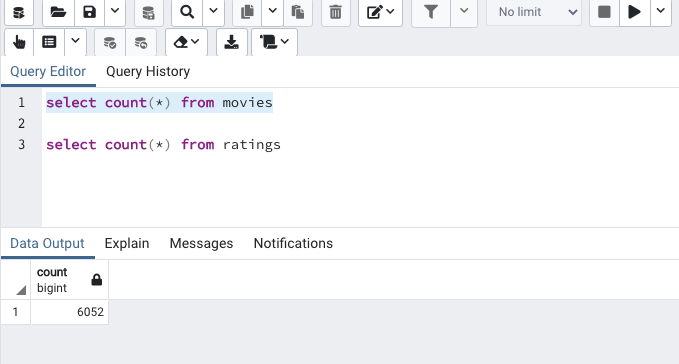 No limit
Query Editor Query History
1 select count(*) from movies
2
3 select count(*) from ratings
Data Output Explain Messages Notifications
count
bigint
1 6052